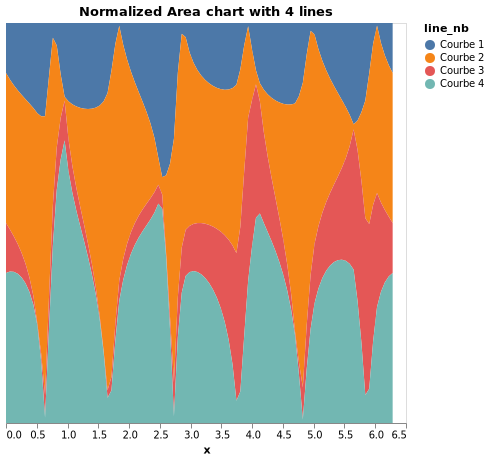 Normalized Area chart with 4 lines
line_nb
Courbe 1
Courbe 2
Courbe 3
Courbe 4
0.0 0.5 1.0 1.5 2.0 2.5 3.0 3.5 4.0 4.5 5.0 5.5 6.0 6.5
x